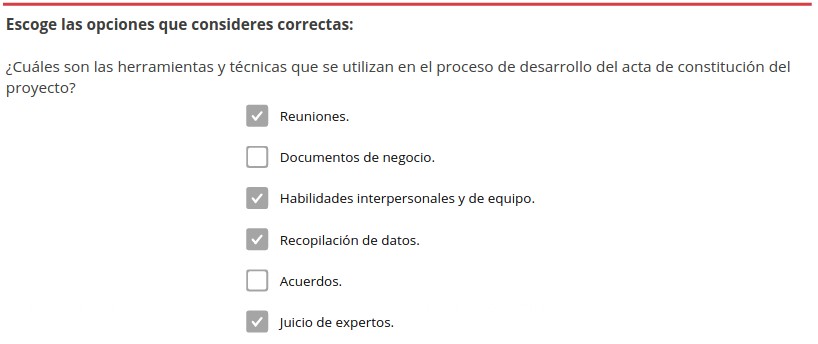 Escoge las opciones que consideres correctas:
¿Cuáles son las herramientas y técnicas que se utilizan en el proceso de desarrollo del acta de constitución del
proyecto?
Reuniones.
Documentos de negocio.
Habilidades interpersonales y de equipo.
Recopilación de datos.
Acuerdos.
Juicio de expertos.